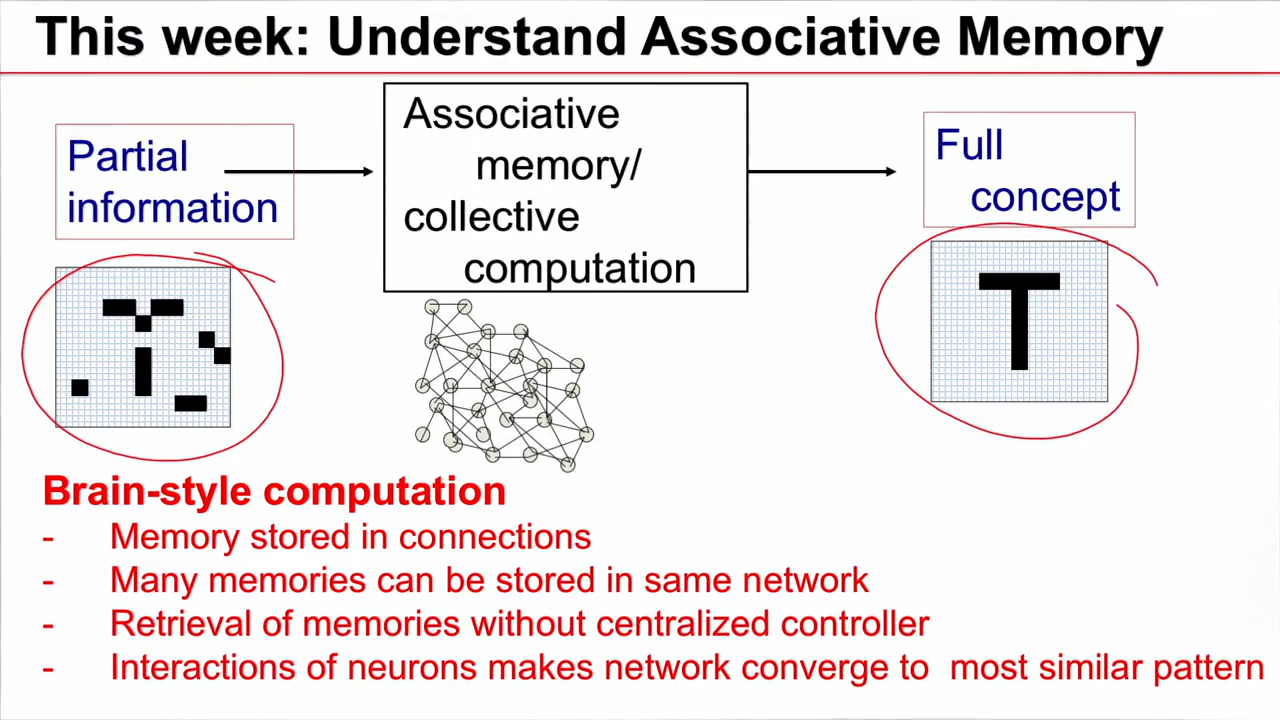 This week: Understand Associative Memory
Partial
information
Associative
memory/
collective
computation
Full
concept
Brain-style computation
- Memory stored in connections
- Many memories can be stored in same network
- Retrieval of memories without centralized controller
- Interactions of neurons makes network converge to most similar pattern